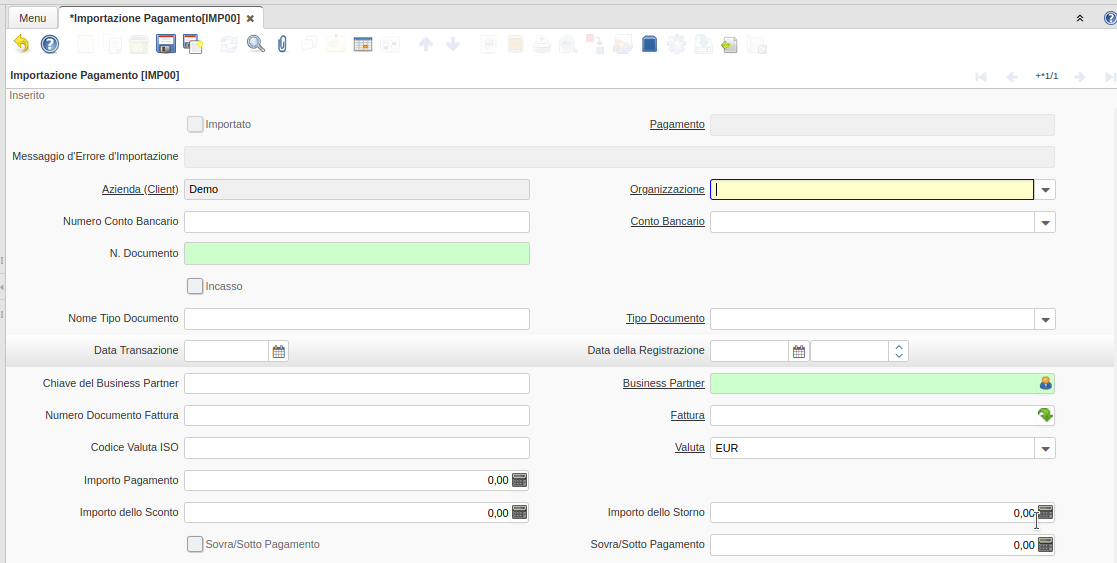 Menu
*Importazione Pagamento[IMP00]
Importazione Pagamento [IMP00]
+*1/1
Inserito
Importato
Pagamento
Messaggio d'Errore d'Importazione
Azienda (Client) Demo
Organizzazione
Numero Conto Bancario
Conto Bancario
N. Documento
Incasso
Nome Tipo Documento
Tipo Documento
Data Transazione
Data della Registrazione
Chiave del Business Partner
Business Partner
Numero Documento Fattura
Fattura
Codice Valuta ISO
Valuta EUR
Importo Pagamento 0,00
Importo dello Sconto 0,00
Importo dello Storno 0,00
Sovra/Sotto Pagamento
Sovra/Sotto Pagamento 0,00